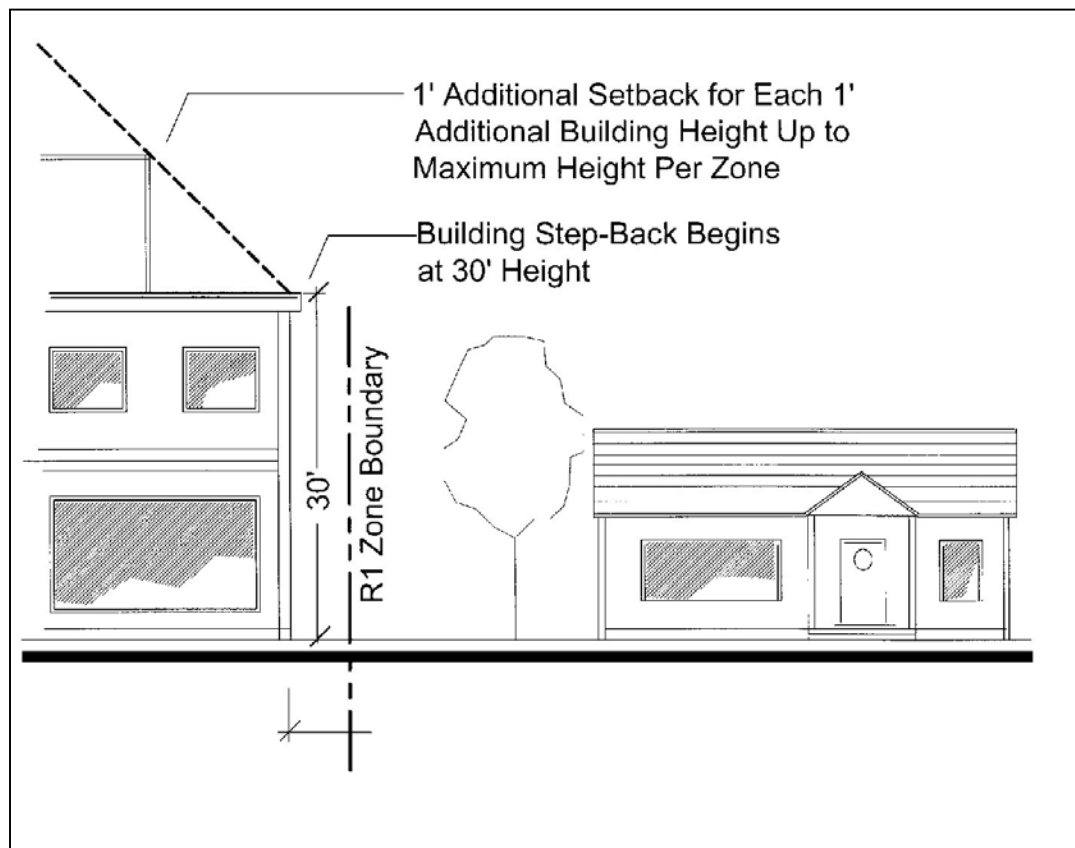 1' Additional Setback for Each 1'
Additional Building Height Up to
Maximum Height Per Zone
Building Step-Back Begins
at 30' Height
30'
R1 Zone Boundary